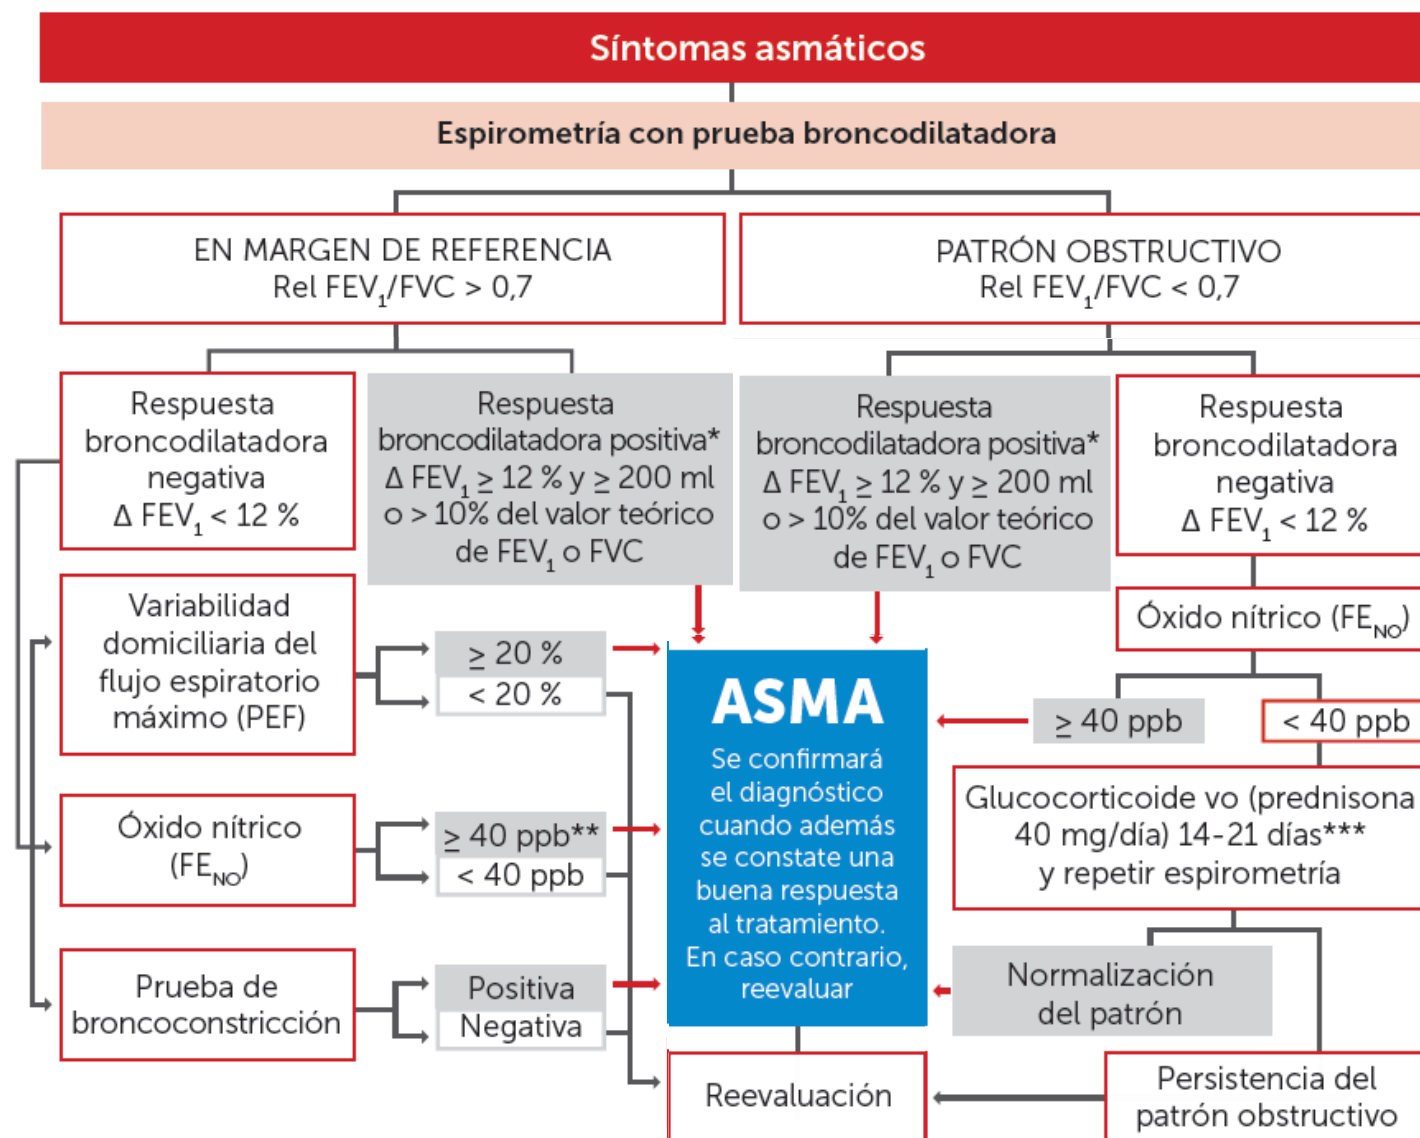 Síntomas asmáticos
Espirometría con prueba broncodilatadora
EN MARGEN DE REFERENCIA
Rel FEV₁/FVC > 0,7
PATRÓN OBSTRUCTIVO
Rel FEV₁/FVC < 0,7
Respuesta
broncodilatadora
negativa
Δ FEV₁ < 12 %
Respuesta
broncodilatadora positiva*
Δ FEV₁ ≥ 12 % y ≥ 200 ml
o > 10% del valor teórico
de FEV₁ o FVC
Respuesta
broncodilatadora positiva*
Δ FEV₁ ≥ 12 % y ≥ 200 ml
o > 10% del valor teórico
de FEV₁ o FVC
Respuesta
broncodilatadora
negativa
Δ FEV₁ < 12 %
Variabilidad
domiciliaria del
flujo espiratorio
máximo (PEF)
≥ 20 %
< 20 %
Óxido nítrico
(FE_NO)
≥ 40 ppb**
< 40 ppb
Prueba de
broncoconstricción
Positiva
Negativa
ASMA
Se confirmará
el diagnóstico
cuando además
se constate una
buena respuesta
al tratamiento.
En caso contrario,
reevaluar
Óxido nítrico (FE_NO)
≥ 40 ppb
< 40 ppb
Glucocorticoide vo (prednisona
40 mg/día) 14-21 días***
y repetir espirometría
Normalización
del patrón
Persistencia del
patrón obstructivo
Reevaluación